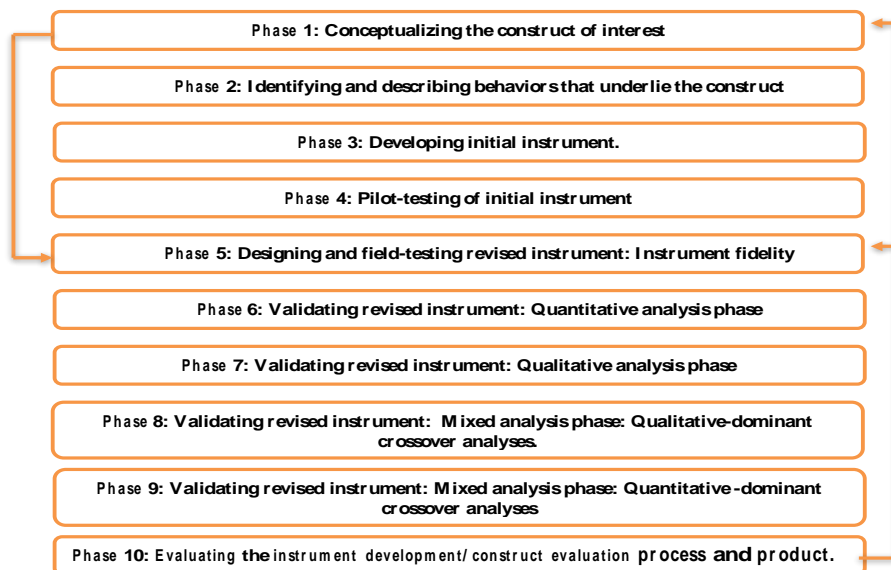 Phase 1: Conceptualizing the construct of interest
Phase 2: Identifying and describing behaviors that underlie the construct
Phase 3: Developing initial instrument.
Phase 4: Pilot-testing of initial instrument
Phase 5: Designing and field-testing revised instrument: Instrument fidelity
Phase 6: Validating revised instrument: Quantitative analysis phase
Phase 7: Validating revised instrument: Qualitative analysis phase
Phase 8: Validating revised instrument: Mixed analysis phase: Qualitative-dominant
crossover analyses.
Phase 9: Validating revised instrument: Mixed analysis phase: Quantitative-dominant
crossover analyses
Phase 10: Evaluating the instrument development/ construct evaluation process and product.